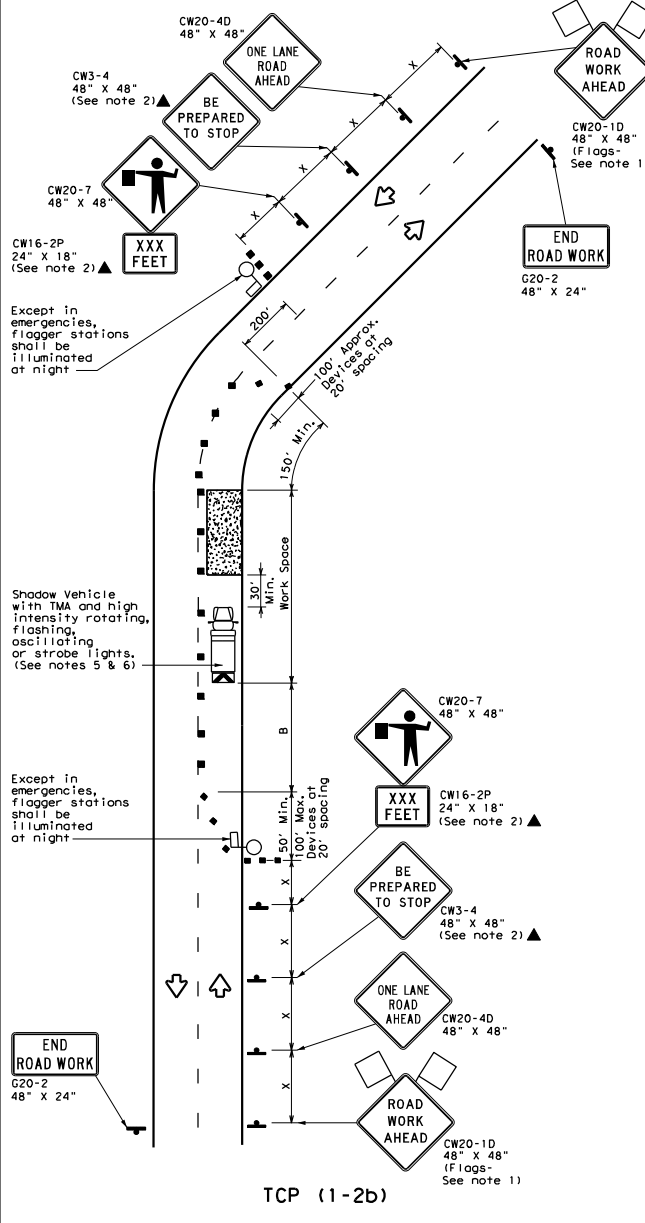 CW20-4D
48" X 48"
ONE LANE
ROAD
AHEAD
ROAD
WORK
AHEAD
CW20-1D
48" X 48"
(Flags-
See note 1
CW3-4
48" X 48"
(See note 2)▲
BE
PREPARED
TO STOP
X
X
X
X
CW20-7
48" X 48"
CW16-2P
24" X 18"
(See note 2)▲
XXX
FEET
END
ROAD WORK
G20-2
48" X 24"
Except in
emergencies,
flagger stations
shall be
illuminated
at night
200'
100' Approx.
Devices at
20' spacing
150' Min.
Work Space
30'
Min.
Shadow Vehicle
with TMA and high
intensity rotating,
flashing,
oscillating
or strobe lights.
(See notes 5 & 6)
B
CW20-7
48" X 48"
Except in
emergencies,
flagger stations
shall be
illuminated
at night
50' Min.
100' Max.
Devices at
20' spacing
XXX
FEET
CW16-2P
24" X 18"
(See note 2)▲
X
BE
PREPARED
TO STOP
CW3-4
48" X 48"
(See note 2)▲
X
ONE LANE
ROAD
AHEAD
CW20-4D
48" X 48"
X
X
END
ROAD WORK
G20-2
48" X 24"
ROAD
WORK
AHEAD
CW20-1D
48" X 48"
(Flags-
See note 1)
TCP (1-2b)